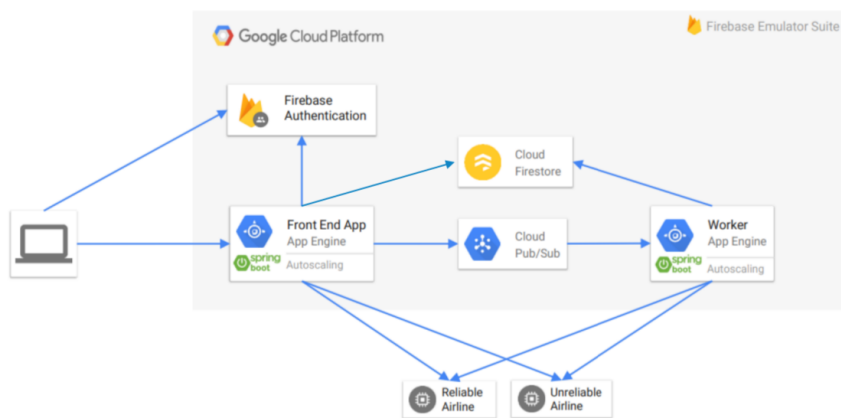 Google Cloud Platform
Firebase Emulator Suite
Firebase
Authentication
Cloud
Firestore
Front End App
App Engine
spring
boot
Autoscaling
Cloud
Pub/Sub
Worker
App Engine
spring
boot
Autoscaling
Reliable
Airline
Unreliable
Airline